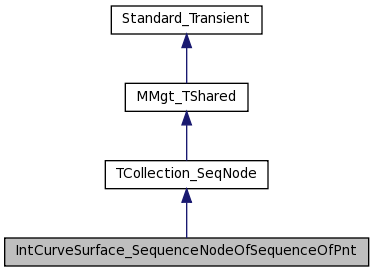 Standard_Transient
MMgt_TShared
TCollection_SeqNode
IntCurveSurface_SequenceNodeOfSequenceOfPnt